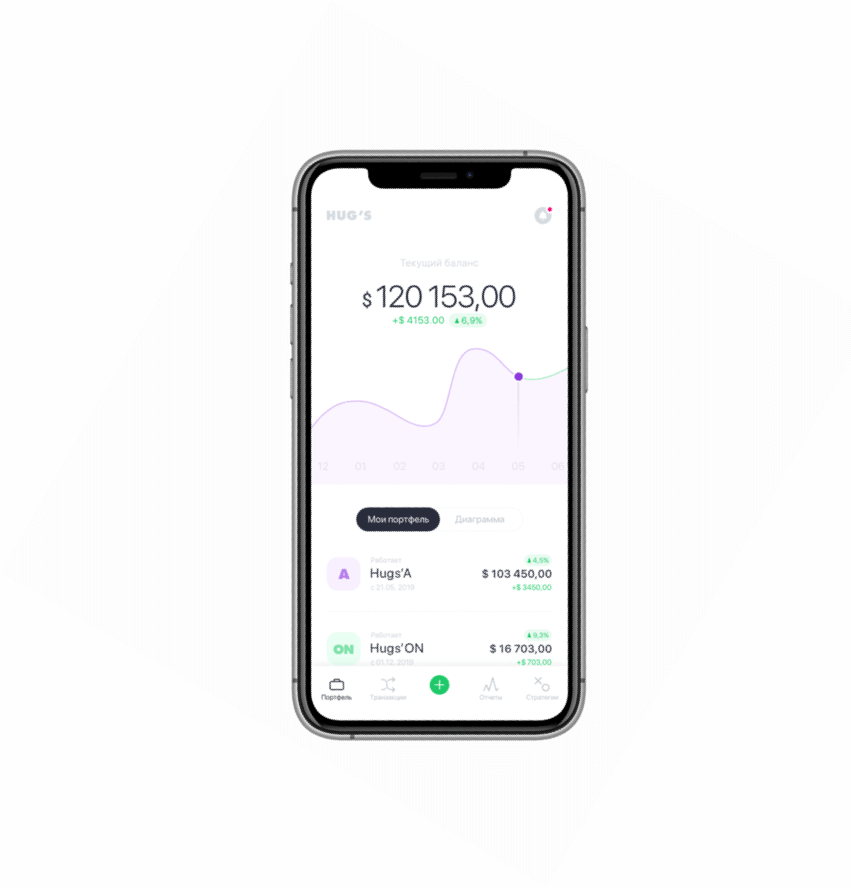 HUG'S
Текущий баланс
$ 120 153,00
+$ 4153.00 ▲6,9%
12 01 02 03 04 05 06
Мои портфель Диаграмма
Работает ▲4,5%
A Hugs'A $ 103 450,00
с 21.06. 2019 +$ 3450,00
Работает ▲9,3%
ON Hugs'ON $ 16 703,00
с 01.12. 2019 +$ 703,00
Портфель Транзакции Отчеты Стратегии